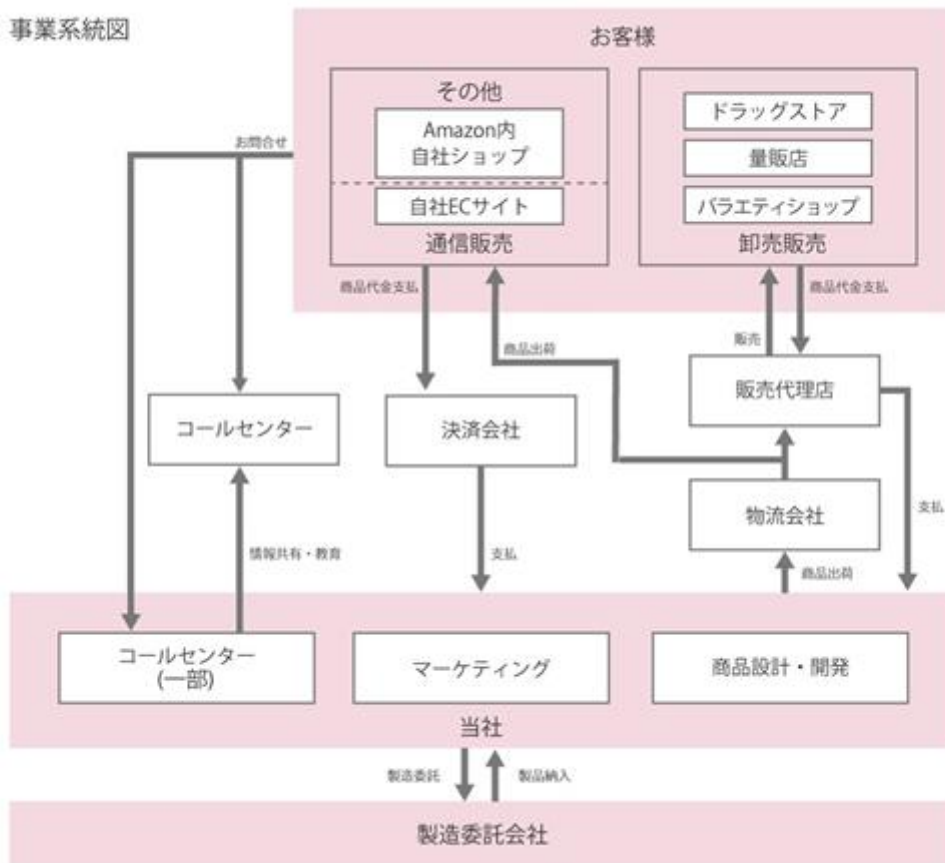 事業系統図
お客様
その他
Amazon内
自社ショップ
自社ECサイト
通信販売
ドラッグストア
量販店
バラエティショップ
卸売販売
お問合せ
商品代金支払
商品代金支払
商品出荷
販売
販売代理店
コールセンター
決済会社
物流会社
支払
情報共有・教育
支払
商品出荷
コールセンター
(一部)
マーケティング
商品設計・開発
当社
製造委託
製品納入
製造委託会社